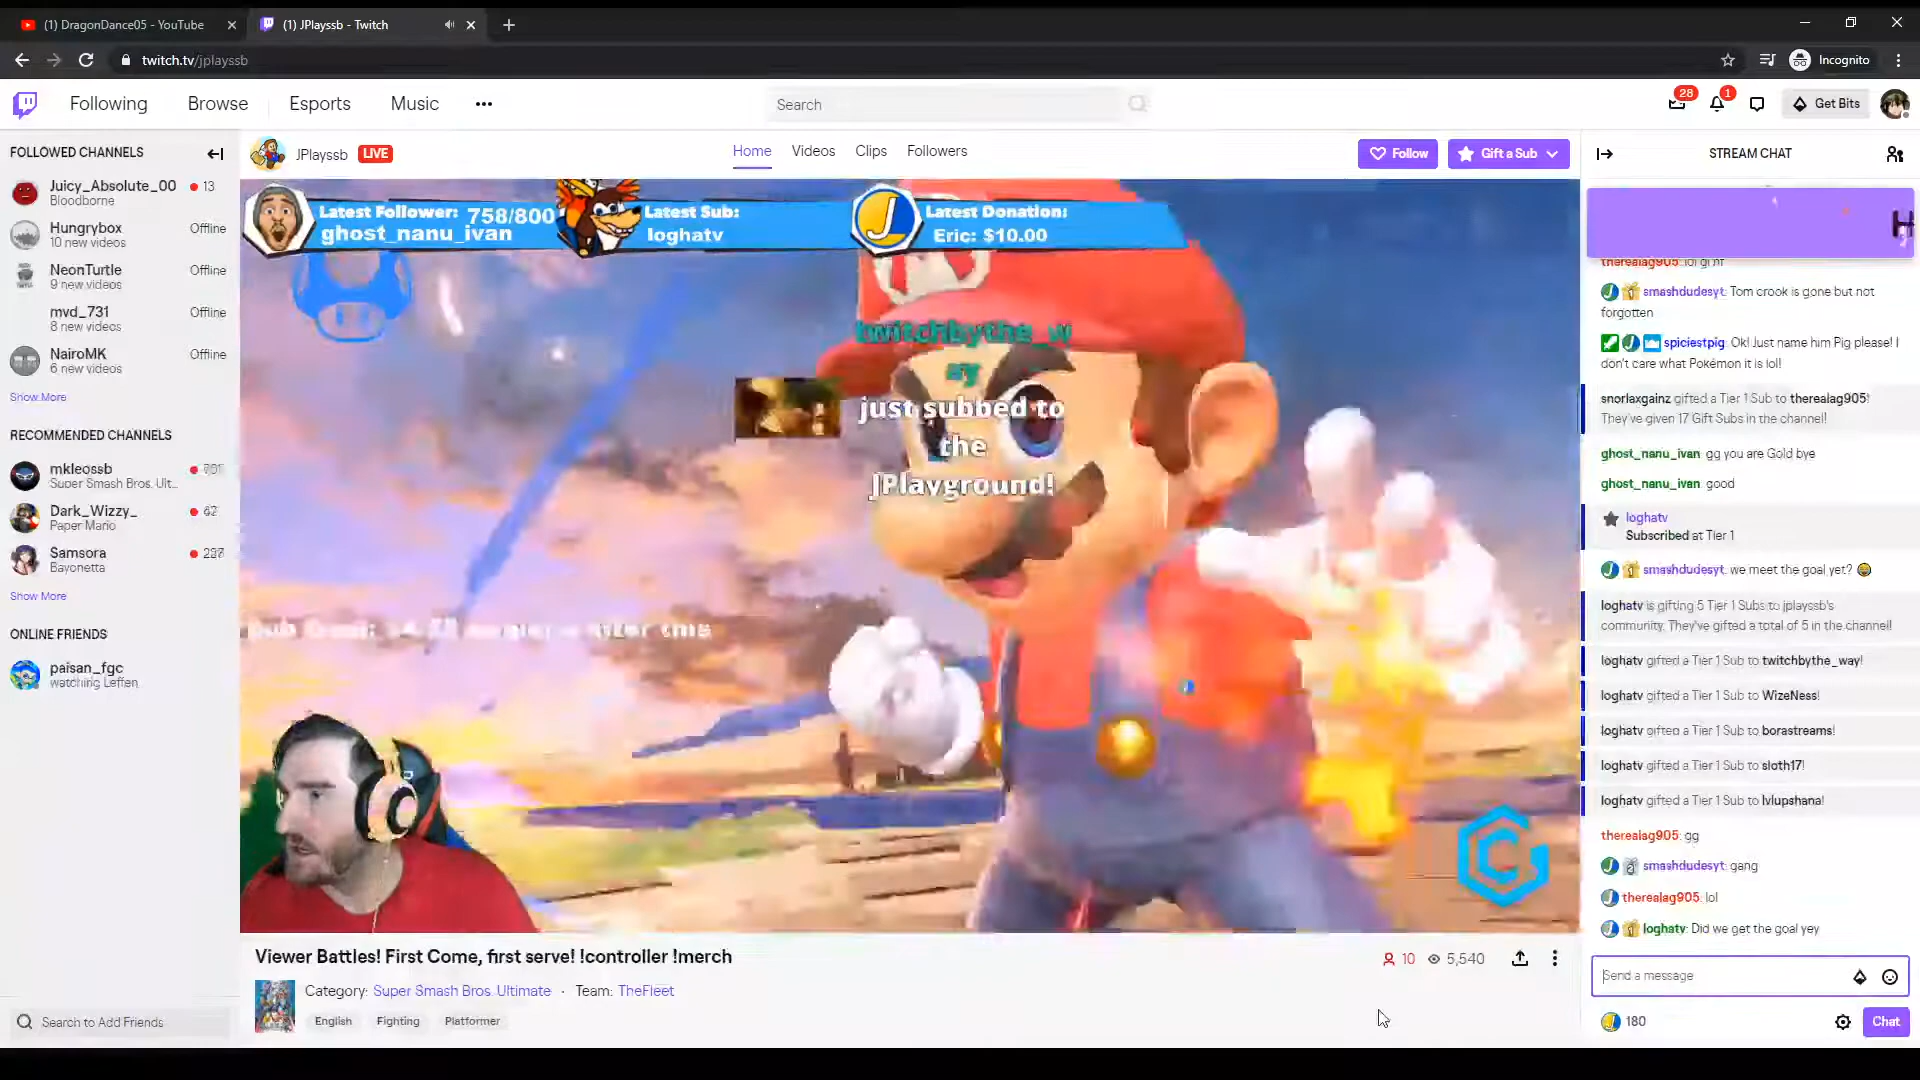 (1) DragonDance05 - YouTube
(1) JPlayssb - Twitch
twitch.tv/jplayssb
Incognito
Following
Browse
Esports
Music
Search
28
1
Get Bits
FOLLOWED CHANNELS
Juicy_Absolute_00
13
Bloodborne
Hungrybox
Offline
10 new videos
NeonTurtle
Offline
9 new videos
mvd_731
Offline
8 new videos
NairoMK
Offline
6 new videos
Show More
RECOMMENDED CHANNELS
mkleossb
Super Smash Bros. Ult...
Dark_Wizzy_
Paper Mario
Samsora
Bayonetta
Show More
ONLINE FRIENDS
paisan_fgc
watching Leffen
Search to Add Friends
JPlayssb
LIVE
Home
Videos
Clips
Followers
Follow
Gift a Sub
Latest Follower: 758/800
ghost_nanu_ivan
Latest Sub:
loghatv
Latest Donation:
Eric: $10.00
twitchbythe_w
ay
just subbed to
the
JPlayground!
Viewer Battles! First Come, first serve! !controller !merch
10
5,540
Category: Super Smash Bros. Ultimate · Team: TheFleet
English
Fighting
Platformer
STREAM CHAT
H
therealag905: lol
smashdudesyt: Tom crook is gone but not
forgotten
spiciestpig: Ok! Just name him Pig please! I
don't care what Pokémon it is lol!
snorlaxgainz gifted a Tier 1 Sub to therealag905!
They've given 17 Gift Subs in the channel!
ghost_nanu_ivan: gg you are Gold bye
ghost_nanu_ivan: good
loghatv
Subscribed at Tier 1
smashdudesyt: we meet the goal yet?
loghatv is gifting 5 Tier 1 Subs to jplayssb's
community. They've gifted a total of 5 in the channel!
loghatv gifted a Tier 1 Sub to twitchbythe_way!
loghatv gifted a Tier 1 Sub to WizeNess!
loghatv gifted a Tier 1 Sub to borastreams!
loghatv gifted a Tier 1 Sub to sloth17!
loghatv gifted a Tier 1 Sub to lvlupshana!
therealag905: gg
smashdudesyt: gang
therealag905: lol
loghatv: Did we get the goal yey
Send a message
180
Chat